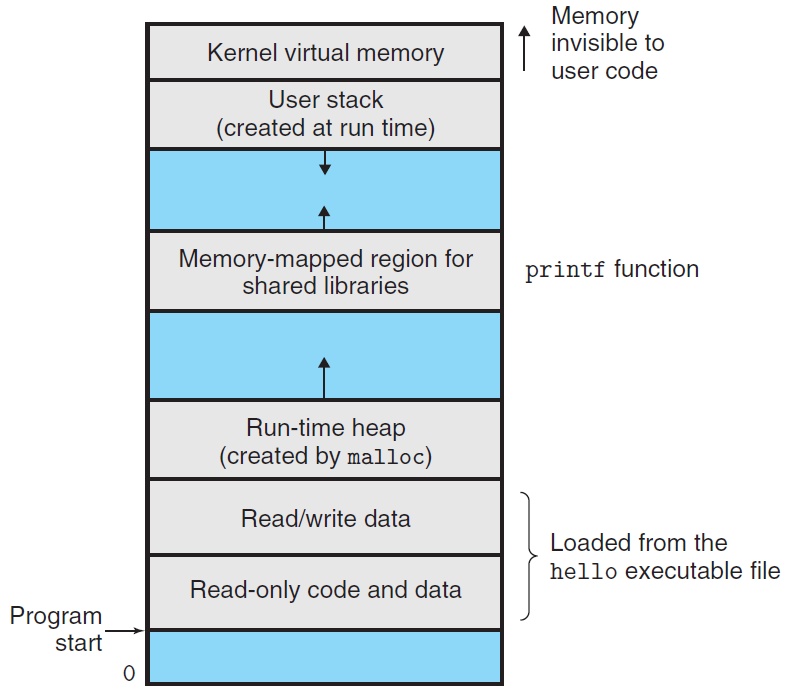 Memory
invisible to
user code
Kernel virtual memory
User stack
(created at run time)
Memory-mapped region for
shared libraries
printf function
Run-time heap
(created by malloc)
Read/write data
Loaded from the
hello executable file
Read-only code and data
Program
start
0